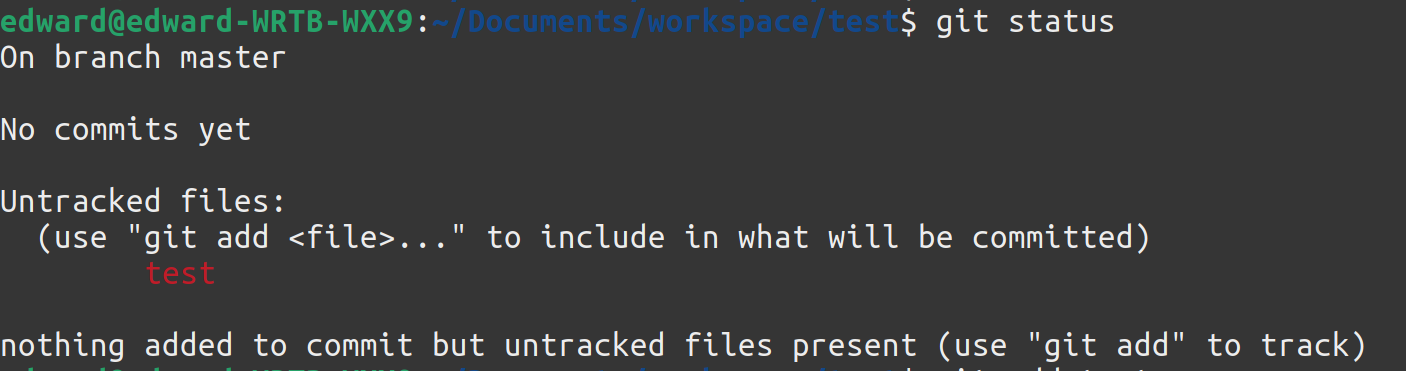 edward@edward-WRTB-WXX9:~/Documents/workspace/test$ git status
On branch master
No commits yet
Untracked files:
(use "git add <file>..." to include in what will be committed)
test
nothing added to commit but untracked files present (use "git add" to track)